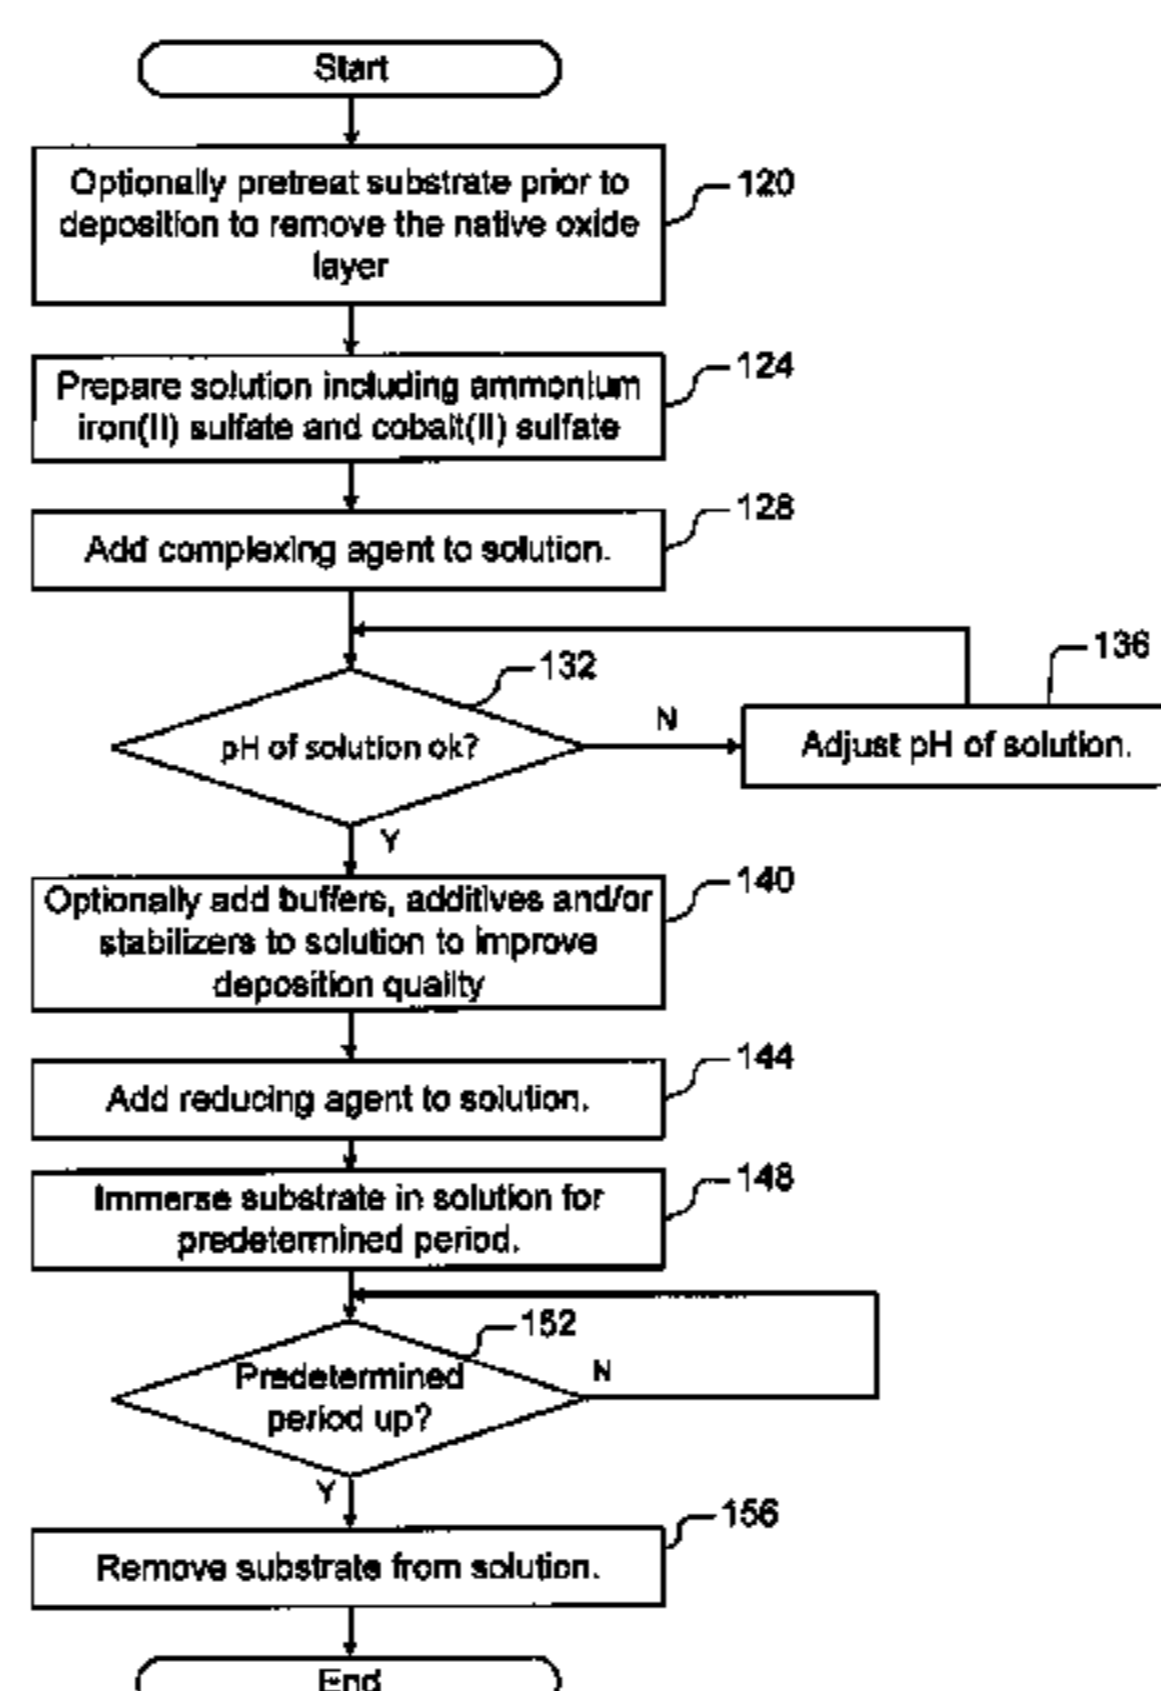 Start
Optionally pretreat substrate prior to
deposition to remove the native oxide
layer
120
Prepare solution including ammonium
iron(II) sulfate and cobalt(II) sulfate
124
Add complexing agent to solution.
128
132
pH of solution ok?
N
136
Adjust pH of solution.
Y
Optionally add buffers, additives and/or
stabilizers to solution to improve
deposition quality
140
Add reducing agent to solution.
144
Immerse substrate in solution for
predetermined period.
148
152
Predetermined
period up?
N
Y
Remove substrate from solution.
156
End